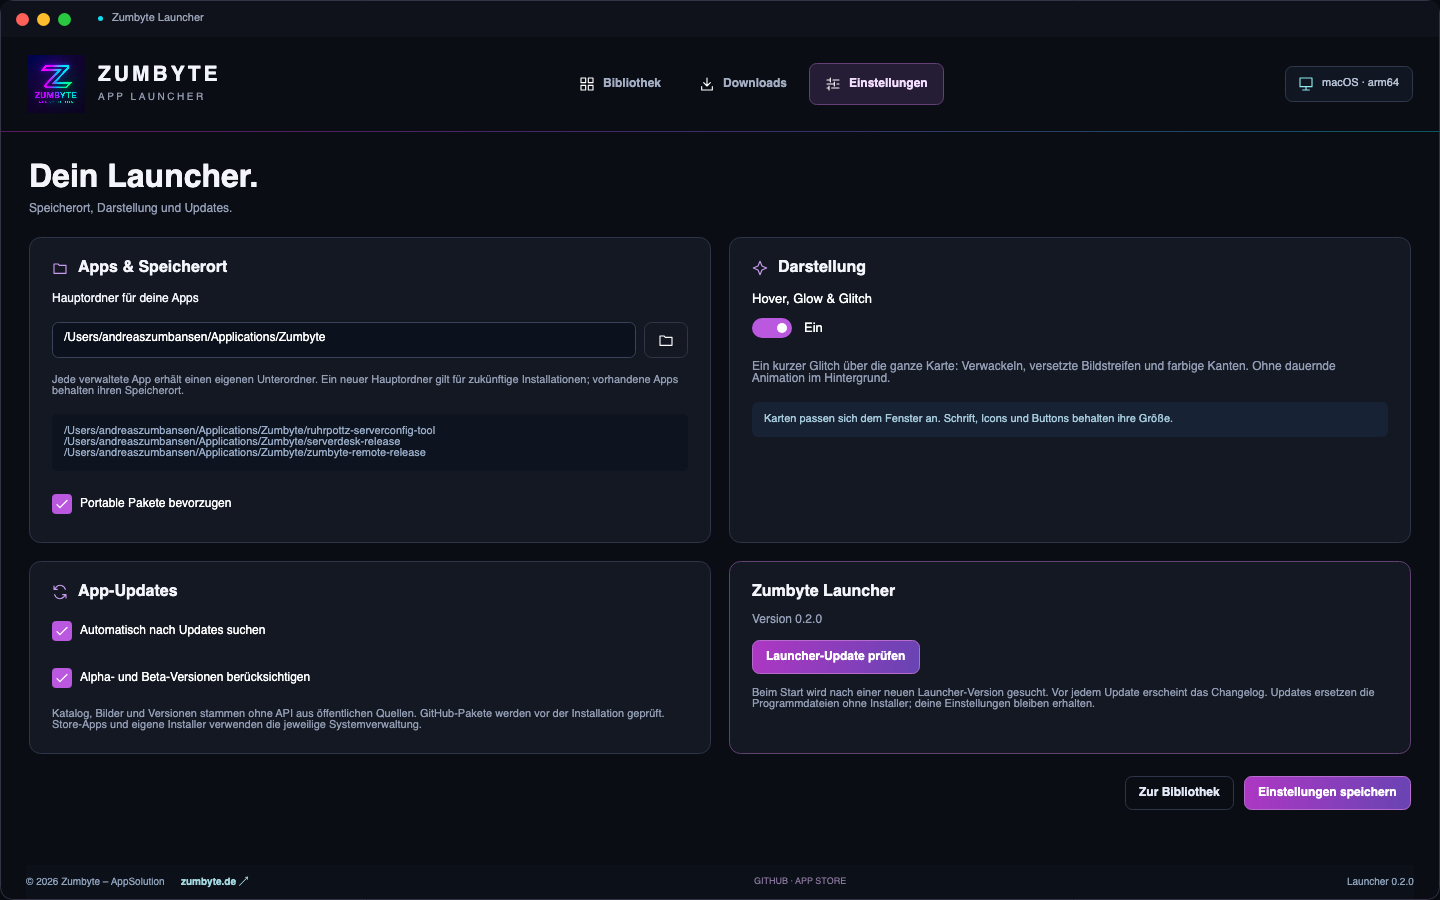 Zumbyte Launcher
ZUMBYTE
ZUMBYTE
APP LAUNCHER
Bibliothek
Downloads
Einstellungen
macOS · arm64
Dein Launcher.
Speicherort, Darstellung und Updates.
Apps & Speicherort
Hauptordner für deine Apps
/Users/andreaszumbansen/Applications/Zumbyte
Jede verwaltete App erhält einen eigenen Unterordner. Ein neuer Hauptordner gilt für zukünftige Installationen; vorhandene Apps
behalten ihren Speicherort.
/Users/andreaszumbansen/Applications/Zumbyte/ruhrpottz-serverconfig-tool
/Users/andreaszumbansen/Applications/Zumbyte/serverdesk-release
/Users/andreaszumbansen/Applications/Zumbyte/zumbyte-remote-release
Portable Pakete bevorzugen
Darstellung
Hover, Glow & Glitch
Ein
Ein kurzer Glitch über die ganze Karte: Verwackeln, versetzte Bildstreifen und farbige Kanten. Ohne dauernde
Animation im Hintergrund.
Karten passen sich dem Fenster an. Schrift, Icons und Buttons behalten ihre Größe.
App-Updates
Automatisch nach Updates suchen
Alpha- und Beta-Versionen berücksichtigen
Katalog, Bilder und Versionen stammen ohne API aus öffentlichen Quellen. GitHub-Pakete werden vor der Installation geprüft.
Store-Apps und eigene Installer verwenden die jeweilige Systemverwaltung.
Zumbyte Launcher
Version 0.2.0
Launcher-Update prüfen
Beim Start wird nach einer neuen Launcher-Version gesucht. Vor jedem Update erscheint das Changelog. Updates ersetzen die
Programmdateien ohne Installer; deine Einstellungen bleiben erhalten.
Zur Bibliothek
Einstellungen speichern
© 2026 Zumbyte – AppSolution
zumbyte.de
GITHUB · APP STORE
Launcher 0.2.0